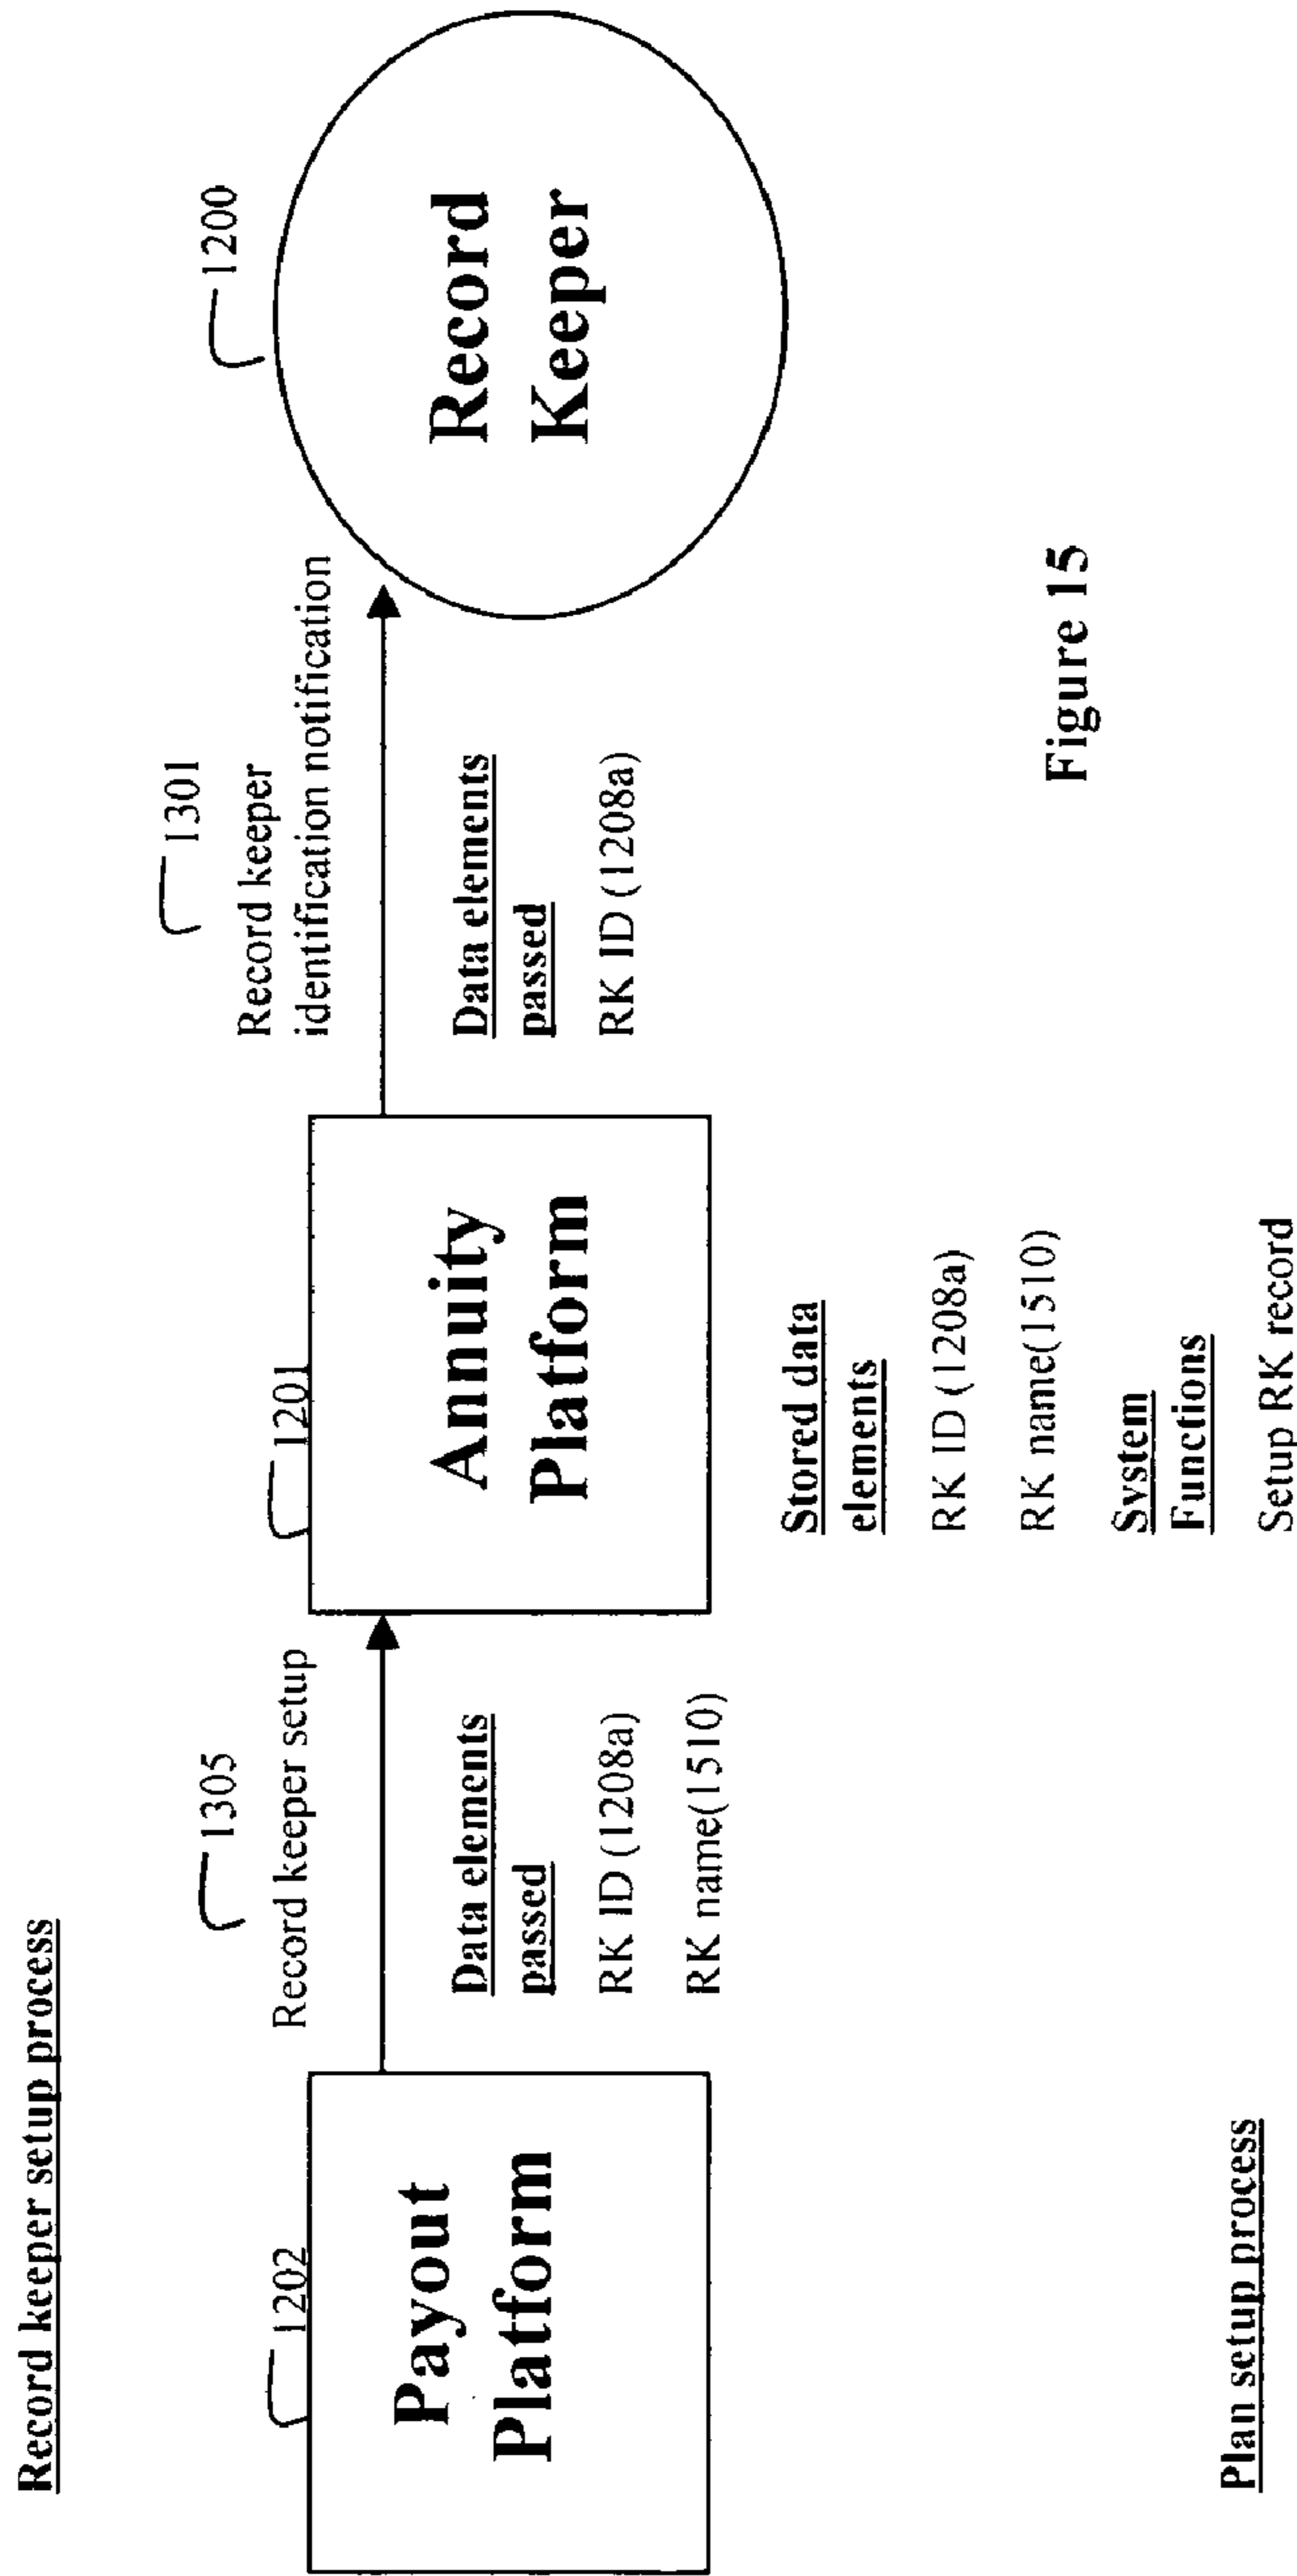 Record keeper setup process
1202
Payout
Platform
1305
Record keeper setup
Data elements
passed
RK ID (1208a)
RK name(1510)
1201
Annuity
Platform
Stored data
elements
RK ID (1208a)
RK name(1510)
System
Functions
Setup RK record
1301
Record keeper
identification notification
Data elements
passed
RK ID (1208a)
1200
Record
Keeper
Figure 15
Plan setup process